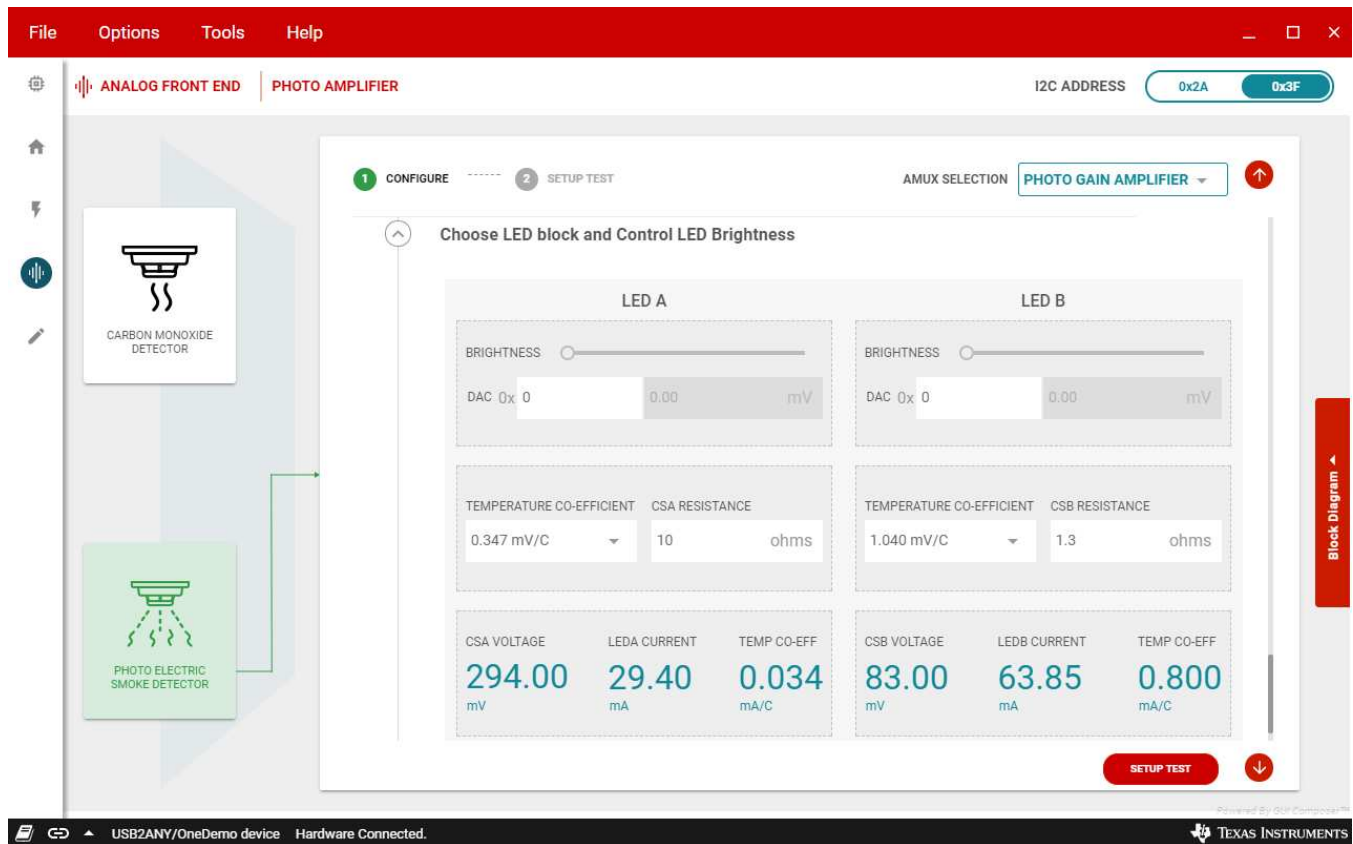 File Options Tools Help
ANALOG FRONT END PHOTO AMPLIFIER I2C ADDRESS 0x2A 0x3F
1 CONFIGURE ------ 2 SETUP TEST AMUX SELECTION PHOTO GAIN AMPLIFIER
Choose LED block and Control LED Brightness
CARBON MONOXIDE
DETECTOR
PHOTO ELECTRIC
SMOKE DETECTOR
LED A
BRIGHTNESS
DAC 0x 0 0.00 mV
TEMPERATURE CO-EFFICIENT CSA RESISTANCE
0.347 mV/C 10 ohms
CSA VOLTAGE LEDA CURRENT TEMP CO-EFF
294.00 29.40 0.034
mV mA mA/C
LED B
BRIGHTNESS
DAC 0x 0 0.00 mV
TEMPERATURE CO-EFFICIENT CSB RESISTANCE
1.040 mV/C 1.3 ohms
CSB VOLTAGE LEDB CURRENT TEMP CO-EFF
83.00 63.85 0.800
mV mA mA/C
Block Diagram
SETUP TEST
Powered By GUI Composer™
USB2ANY/OneDemo device Hardware Connected. TEXAS INSTRUMENTS